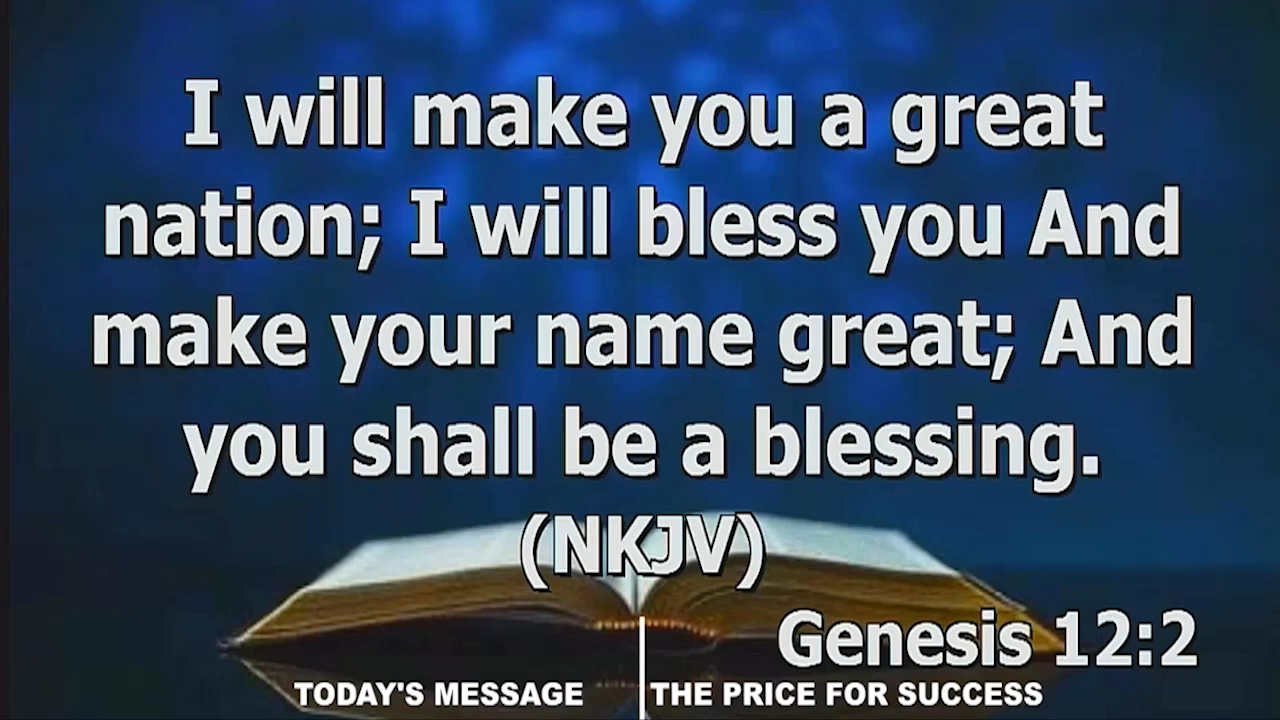 I will make you a great
nation; I will bless you And
make your name great; And
you shall be a blessing.
(NKJV)
Genesis 12:2
TODAY'S MESSAGE
THE PRICE FOR SUCCESS